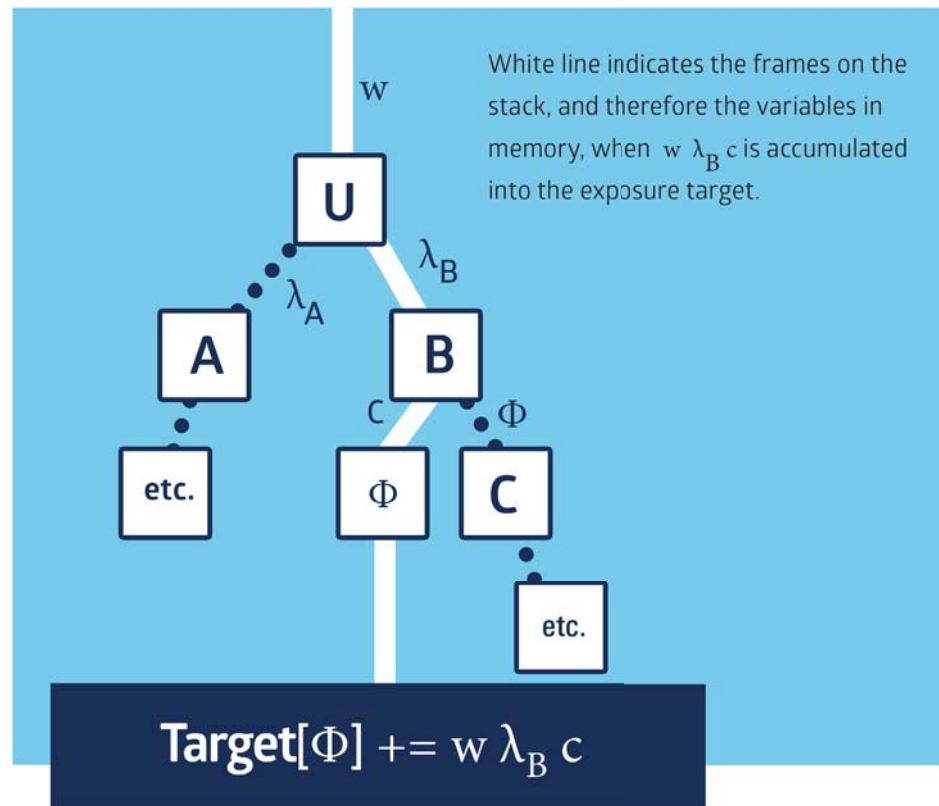 w
White line indicates the frames on the
stack, and therefore the variables in
memory, when w λB c is accumulated
into the exposure target.
U
λB
λA
A
B
C
Φ
etc.
Φ
C
etc.
Target[Φ] += w λB c